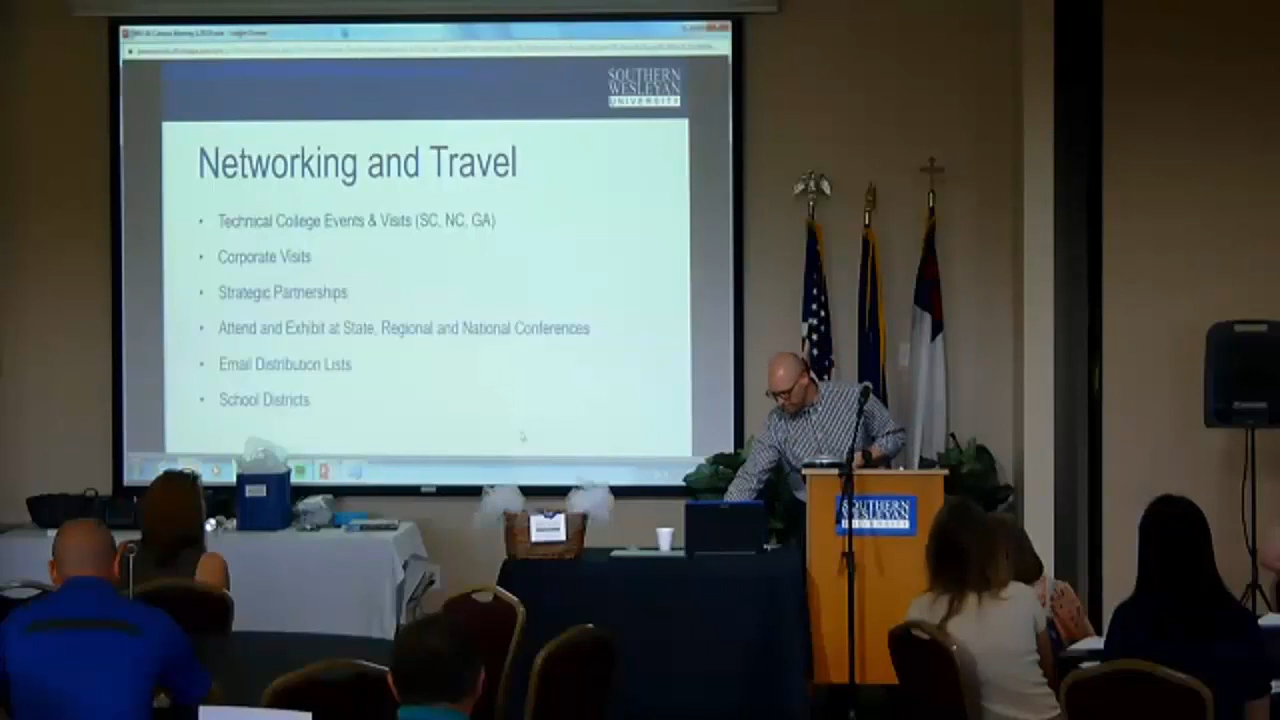 SOUTHERN
WESLEYAN
UNIVERSITY
Networking and Travel
• Technical College Events & Visits (SC, NC, GA)
• Corporate Visits
• Strategic Partnerships
• Attend and Exhibit at State, Regional and National Conferences
• Email Distribution Lists
• School Districts
SOUTHERN
WESLEYAN
UNIVERSITY